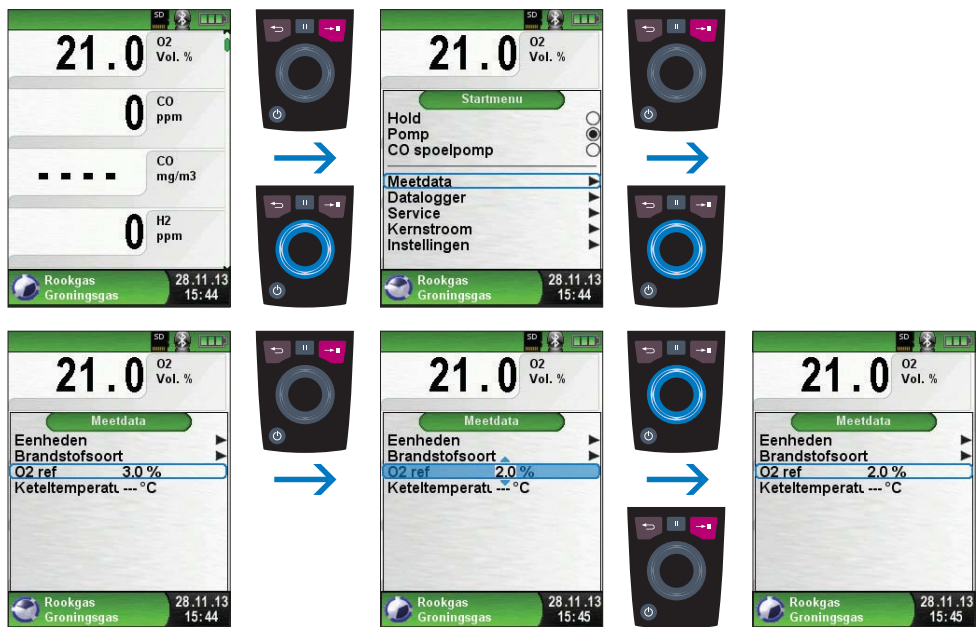 SD
21.0 O2 Vol. %
0 CO ppm
---- CO mg/m3
0 H2 ppm
Rookgas 28.11.13
Groningsgas 15:44
SD
21.0 O2 Vol. %
Startmenu
Hold
Pomp
CO spoelpomp
Meetdata
Datalogger
Service
Kernstroom
Instellingen
Rookgas 28.11.13
Groningsgas 15:44
SD
21.0 O2 Vol. %
Meetdata
Eenheden
Brandstofsoort
O2 ref 3.0 %
Keteltemperatu --- °C
Rookgas 28.11.13
Groningsgas 15:44
SD
21.0 O2 Vol. %
Meetdata
Eenheden
Brandstofsoort
O2 ref 2.0 %
Keteltemperatu --- °C
Rookgas 28.11.13
Groningsgas 15:45
SD
21.0 O2 Vol. %
Meetdata
Eenheden
Brandstofsoort
O2 ref 2.0 %
Keteltemperatu --- °C
Rookgas 28.11.13
Groningsgas 15:45